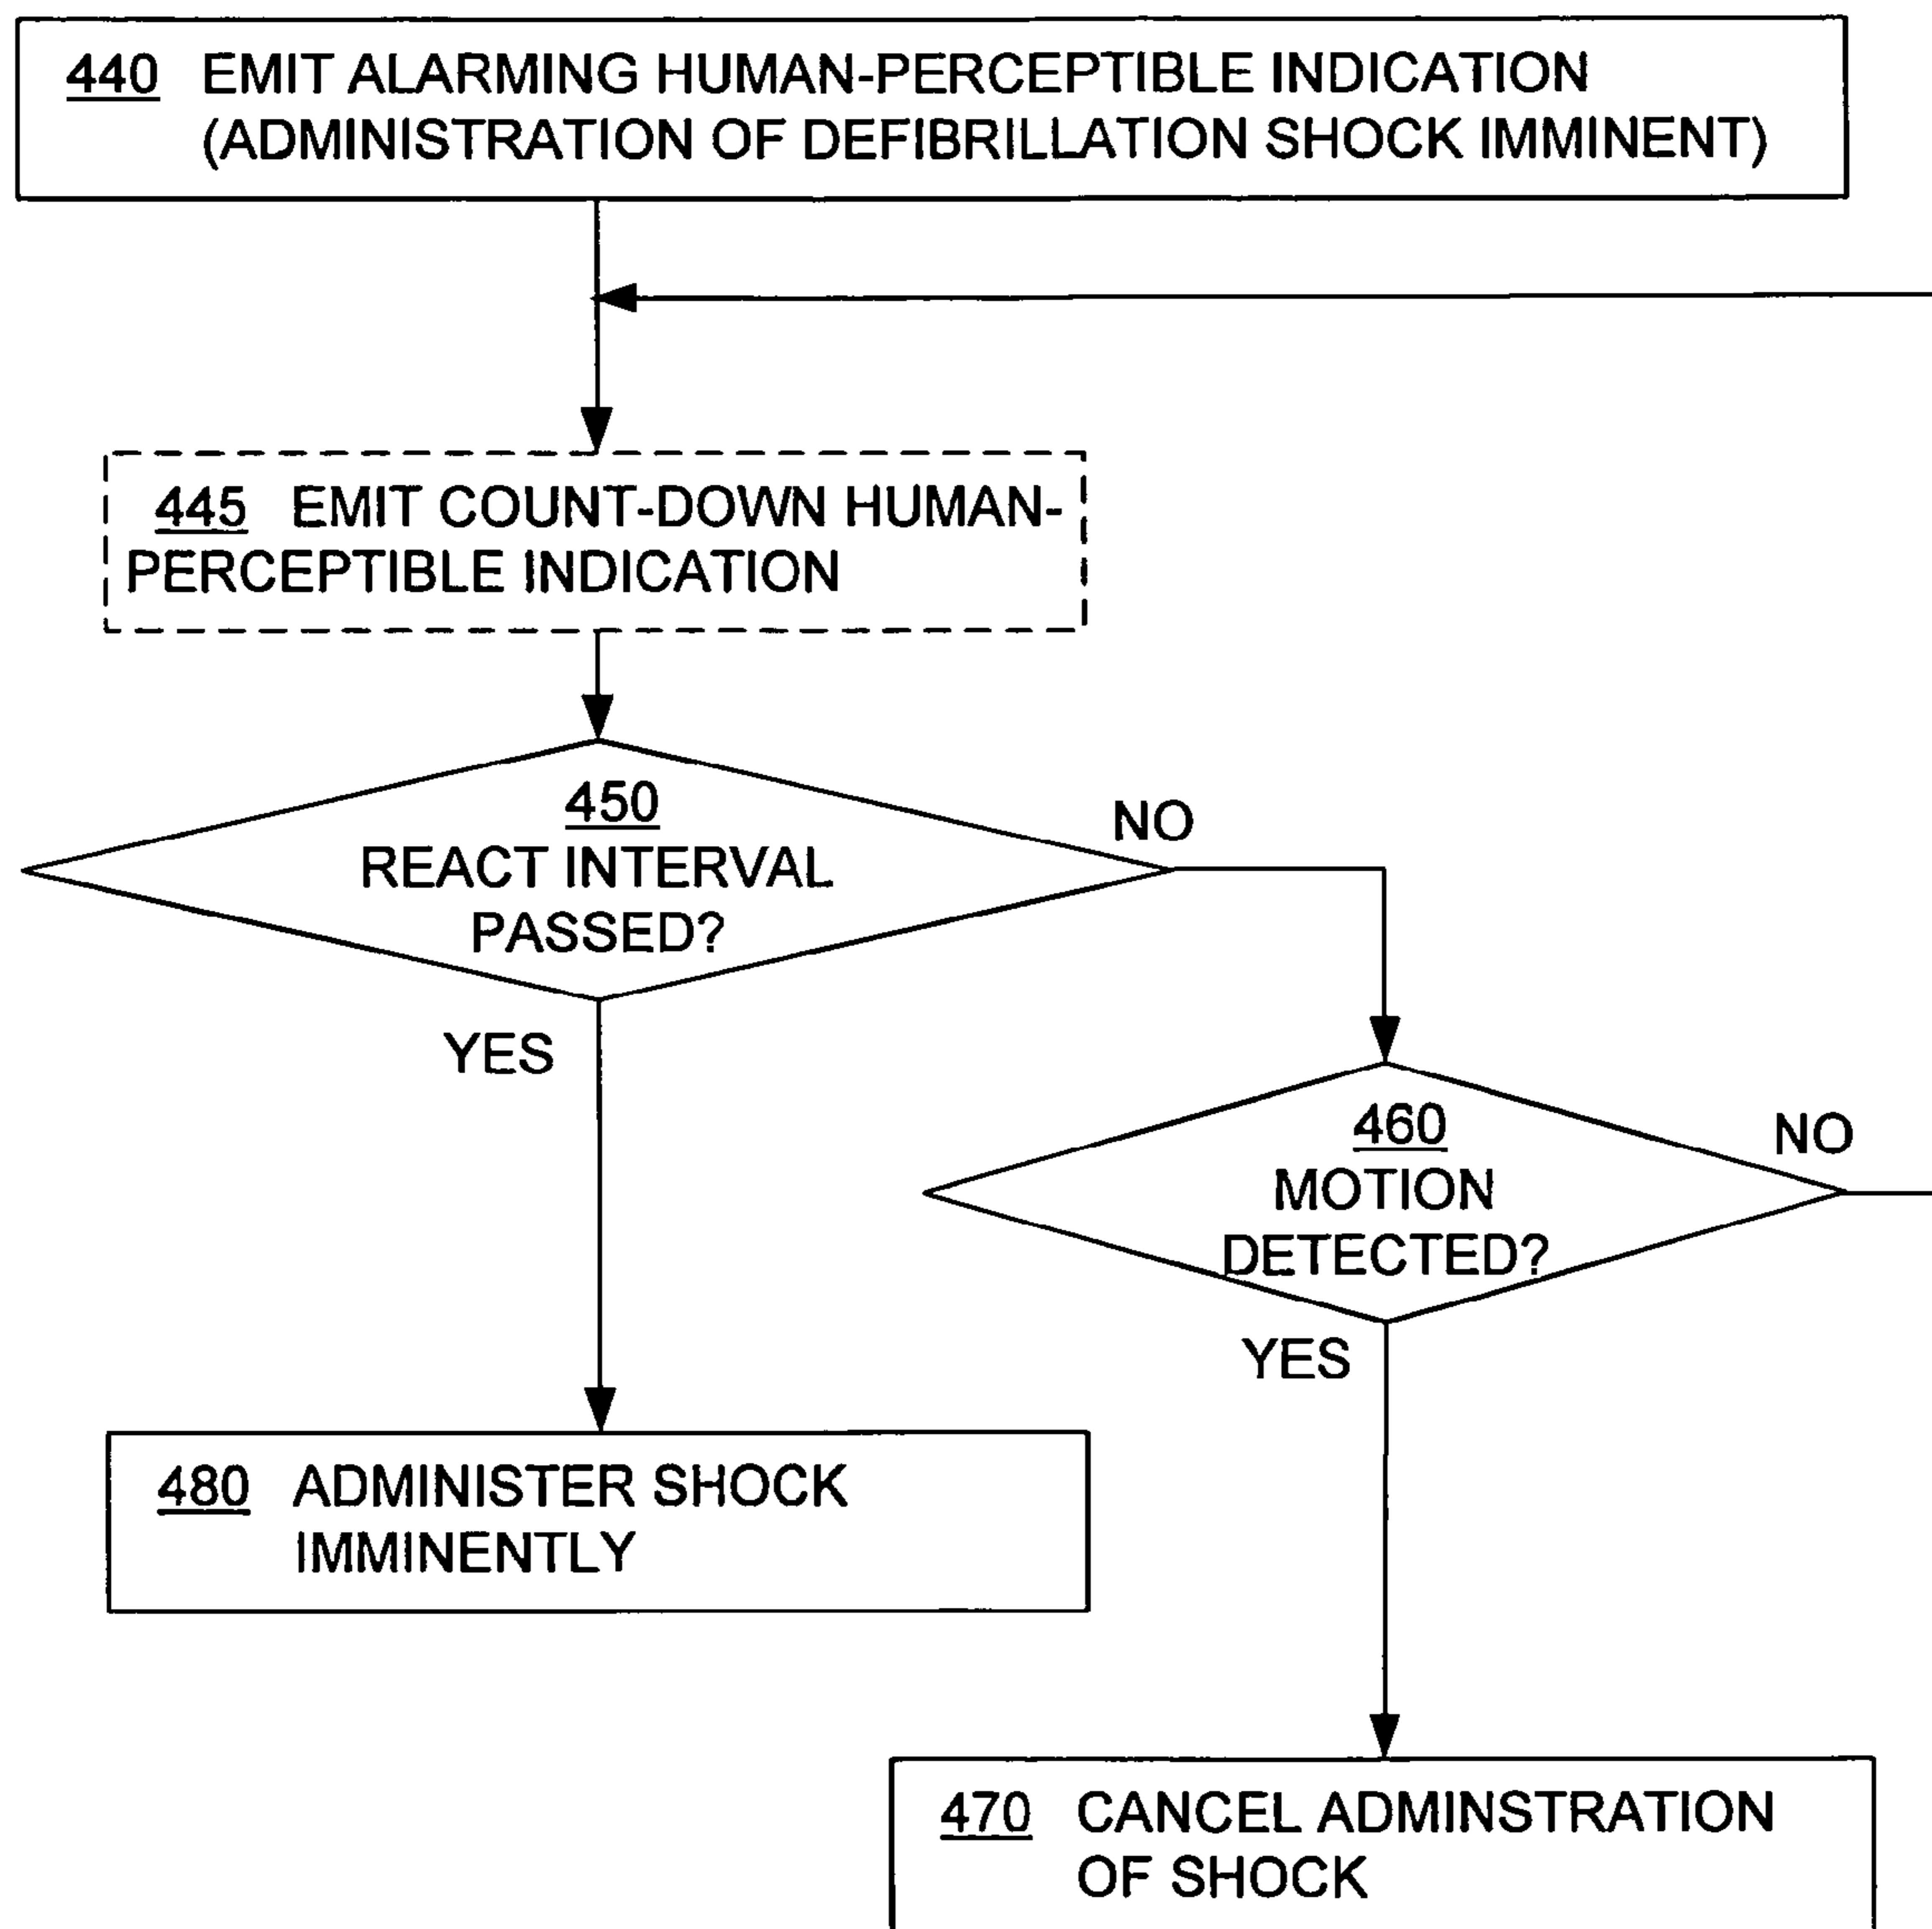 440 EMIT ALARMING HUMAN-PERCEPTIBLE INDICATION
(ADMINISTRATION OF DEFIBRILLATION SHOCK IMMINENT)
445 EMIT COUNT-DOWN HUMAN-
PERCEPTIBLE INDICATION
450
REACT INTERVAL
PASSED?
NO
YES
460
MOTION
DETECTED?
NO
YES
480 ADMINISTER SHOCK
IMMINENTLY
470 CANCEL ADMINSTRATION
OF SHOCK